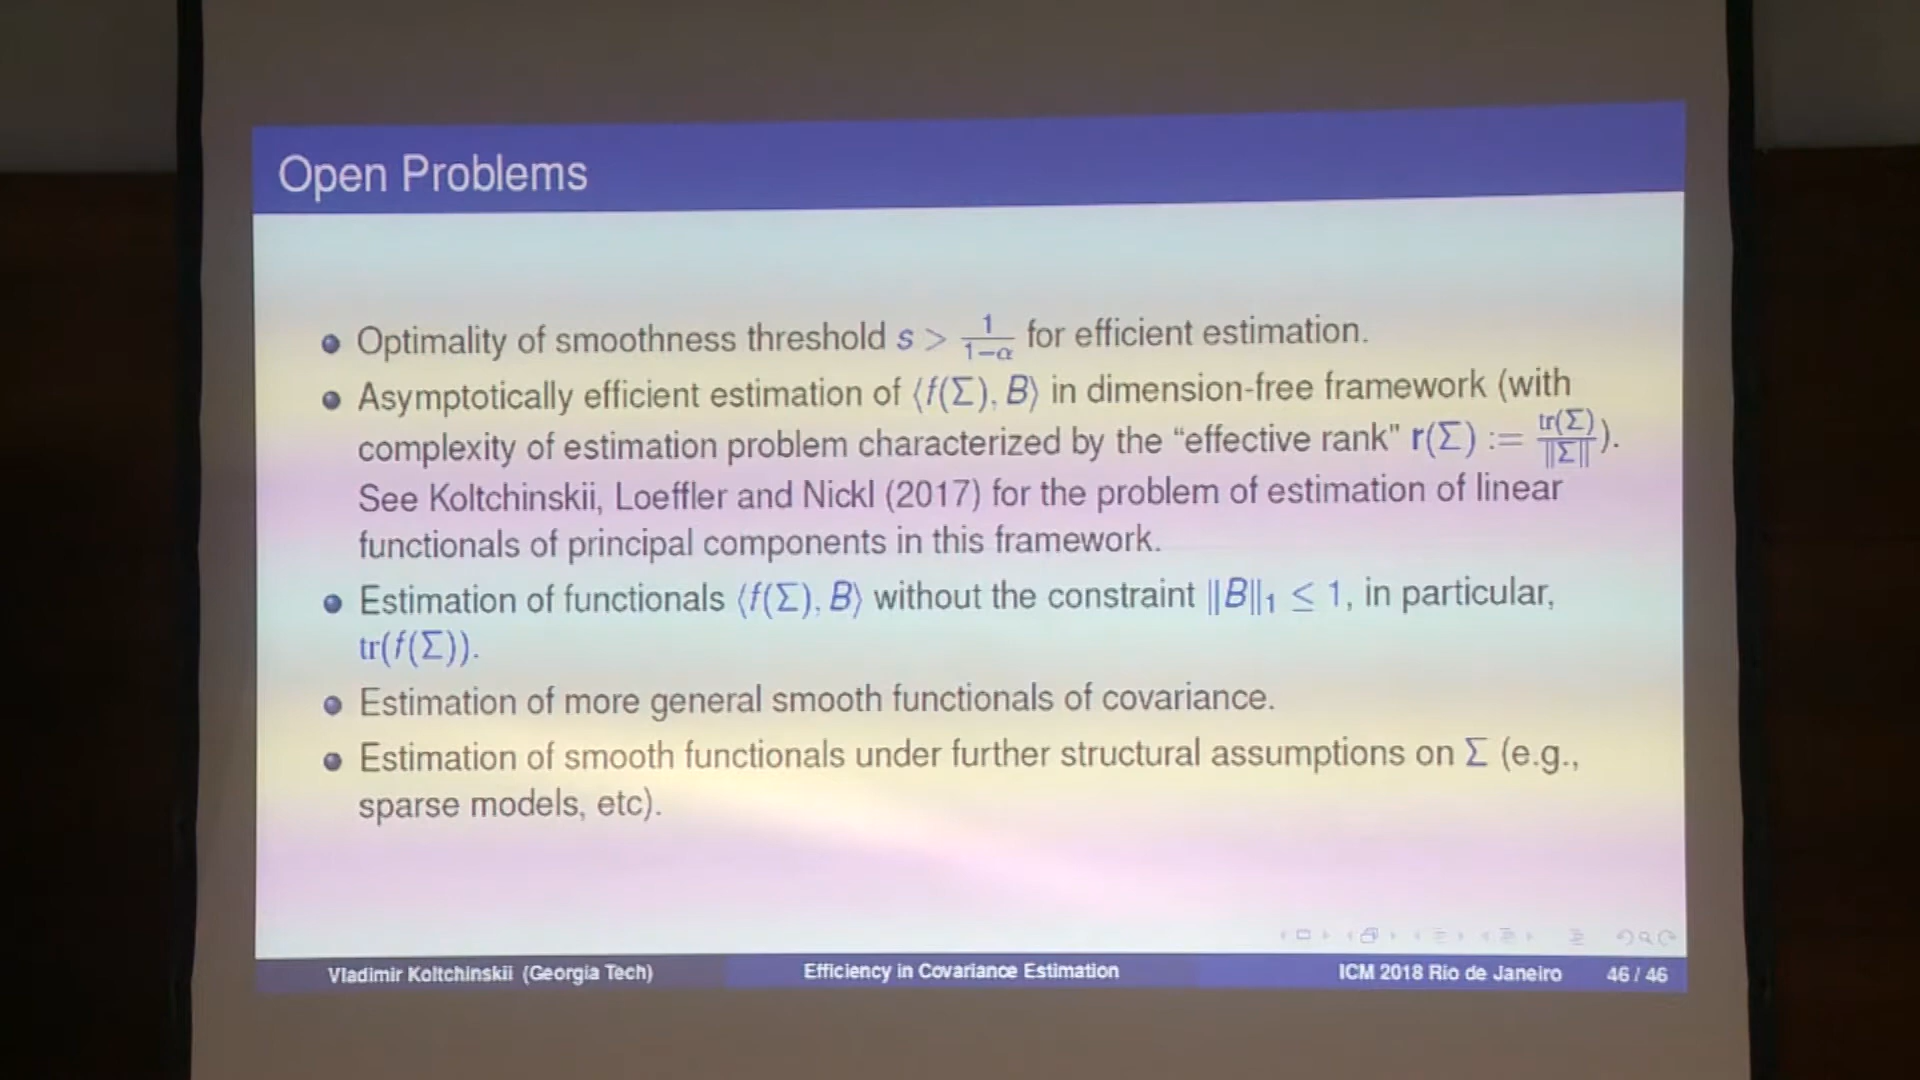 Open Problems
Optimality of smoothness threshold s > 1/(1−α) for efficient estimation.
Asymptotically efficient estimation of ⟨f(Σ), B⟩ in dimension-free framework (with
complexity of estimation problem characterized by the “effective rank" r(Σ) := tr(Σ)/‖Σ‖).
See Koltchinskii, Loeffler and Nickl (2017) for the problem of estimation of linear
functionals of principal components in this framework.
Estimation of functionals ⟨f(Σ), B⟩ without the constraint ‖B‖₁ ≤ 1, in particular,
tr(f(Σ)).
Estimation of more general smooth functionals of covariance.
Estimation of smooth functionals under further structural assumptions on Σ (e.g.,
sparse models, etc).
Vladimir Koltchinskii (Georgia Tech) Efficiency in Covariance Estimation ICM 2018 Rio de Janeiro 46 / 46